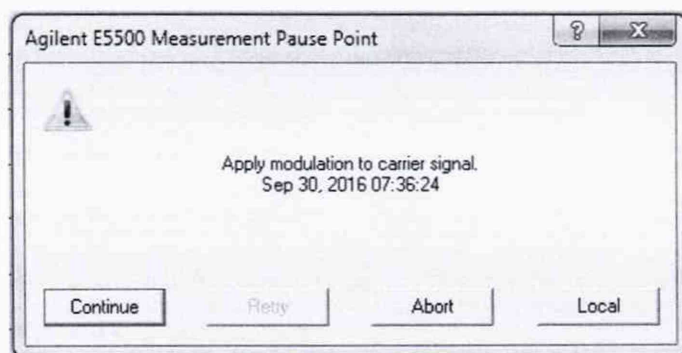 Agilent E5500 Measurement Pause Point
Apply modulation to carrier signal.
Sep 30, 2016 07:36:24
Continue
Retry
Abort
Local